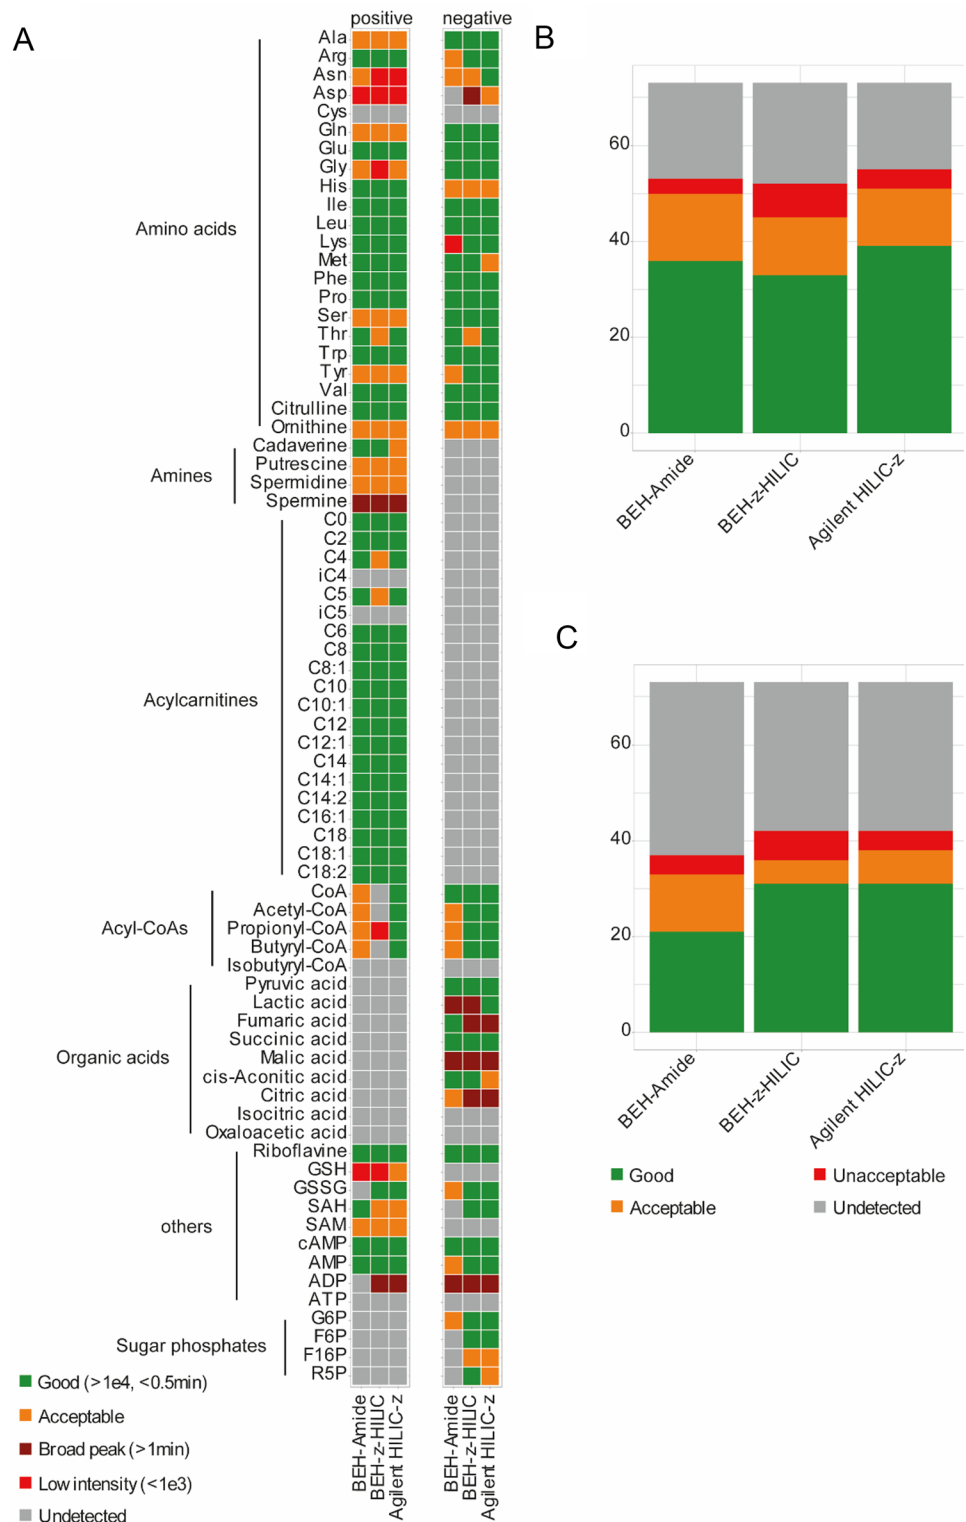 A
positive
negative
B
Ala
Arg
Asn
Asp
Cys
Gln
Glu
Gly
His
Ile
Leu
Lys
Met
Phe
Pro
Ser
Thr
Trp
Tyr
Val
Citrulline
Ornithine
Amino acids
Cadaverine
Putrescine
Spermidine
Spermine
Amines
C0
C2
C4
iC4
C5
iC5
C6
C8
C8:1
C10
C10:1
C12
C12:1
C14
C14:1
C14:2
C16:1
C18
C18:1
C18:2
Acylcarnitines
CoA
Acetyl-CoA
Propionyl-CoA
Butyryl-CoA
Isobutyryl-CoA
Acyl-CoAs
Pyruvic acid
Lactic acid
Fumaric acid
Succinic acid
Malic acid
cis-Aconitic acid
Citric acid
Isocitric acid
Oxaloacetic acid
Organic acids
Riboflavine
GSH
GSSG
SAH
SAM
cAMP
AMP
ADP
ATP
others
G6P
F6P
F16P
R5P
Sugar phosphates
BEH-Amide
BEH-z-HILIC
Agilent HILIC-z
BEH-Amide
BEH-z-HILIC
Agilent HILIC-z
Good (>1e4, <0.5min)
Acceptable
Broad peak (>1min)
Low intensity (<1e3)
Undetected
60
40
20
0
BEH-Amide
BEH-z-HILIC
Agilent HILIC-z
C
60
40
20
0
BEH-Amide
BEH-z-HILIC
Agilent HILIC-z
Good
Unacceptable
Acceptable
Undetected